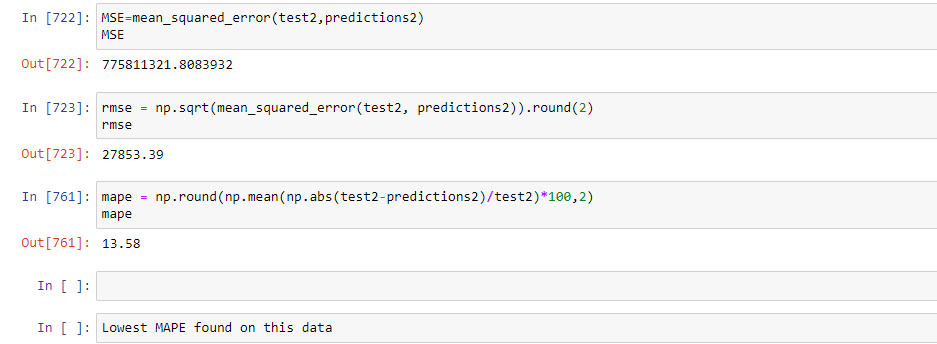 In [722]: MSE=mean_squared_error(test2,predictions2)
MSE
Out[722]: 775811321.8083932
In [723]: rmse = np.sqrt(mean_squared_error(test2, predictions2)).round(2)
rmse
Out[723]: 27853.39
In [761]: mape = np.round(np.mean(np.abs(test2-predictions2)/test2)*100,2)
mape
Out[761]: 13.58
In [ ]:
In [ ]: Lowest MAPE found on this data